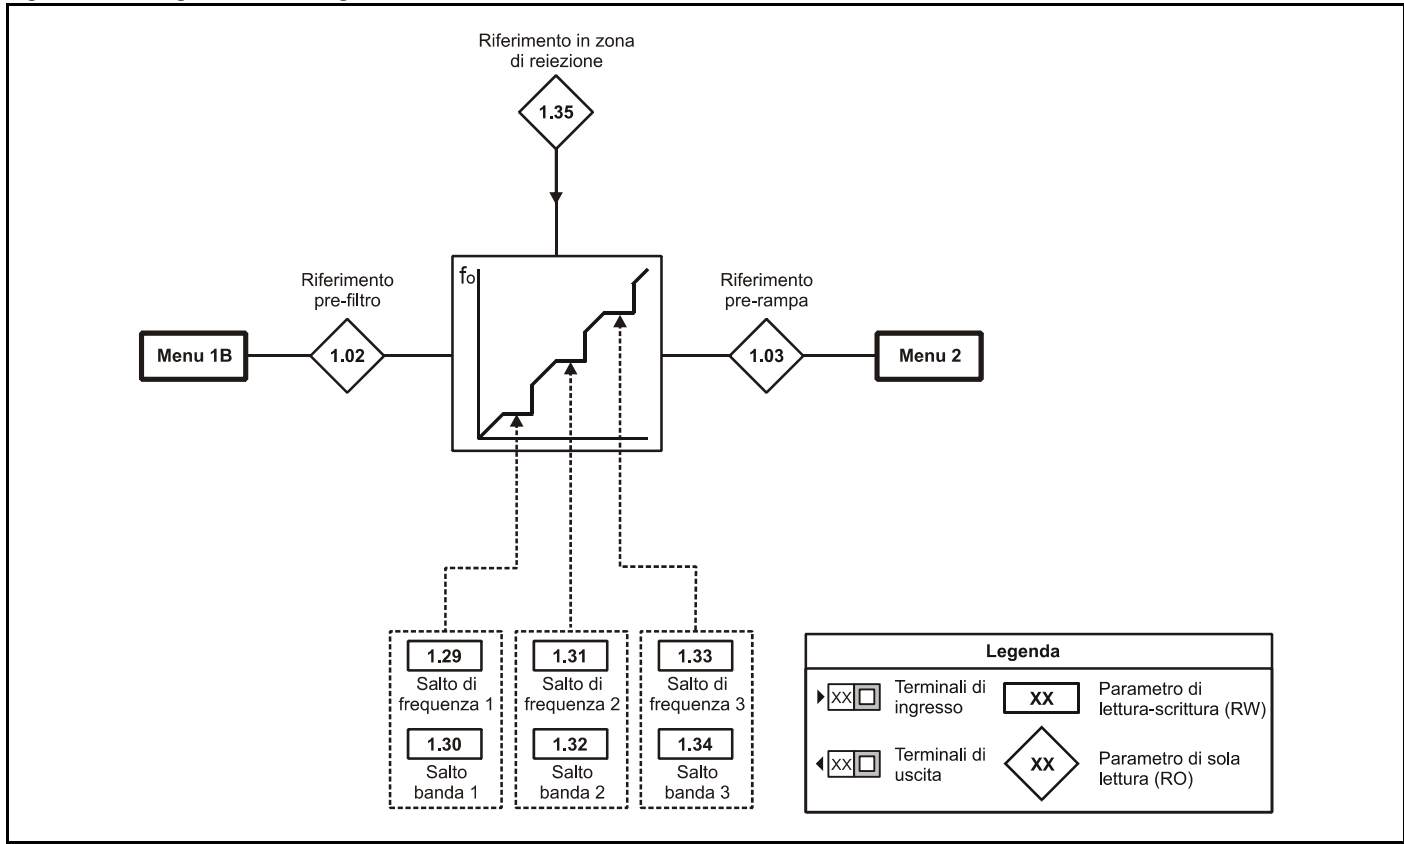 Riferimento in zona
di reiezione
1.35
fo
Riferimento
pre-filtro
Menu 1B
1.02
Riferimento
pre-rampa
1.03
Menu 2
1.29
Salto di
frequenza 1
1.30
Salto
banda 1
1.31
Salto di
frequenza 2
1.32
Salto
banda 2
1.33
Salto di
frequenza 3
1.34
Salto
banda 3
Legenda
XX
Terminali di
ingresso
XX
Parametro di
lettura-scrittura (RW)
XX
Terminali di
uscita
XX
Parametro di sola
lettura (RO)